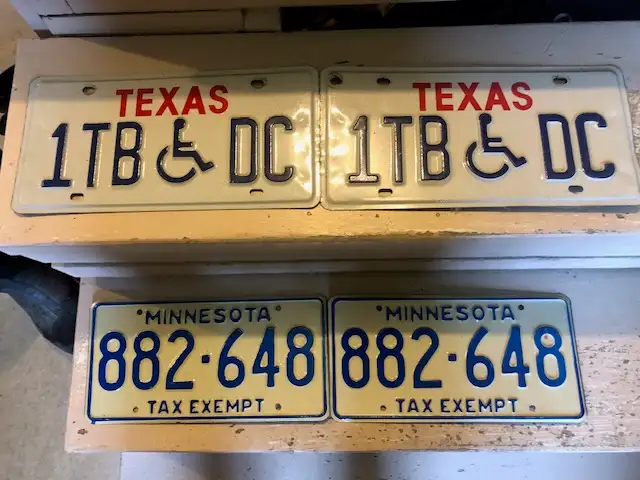 TEXAS
1TB♿DC
TEXAS
1TB♿DC
MINNESOTA
882·648
TAX EXEMPT
MINNESOTA
882·648
TAX EXEMPT